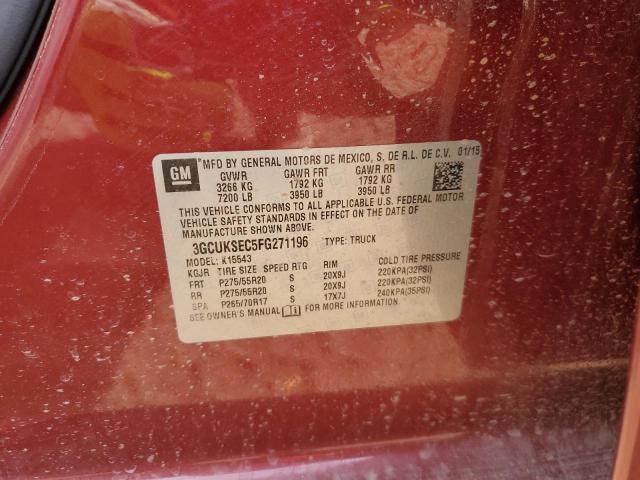 GM MFD BY GENERAL MOTORS DE MEXICO, S. DE R.L. DE C.V. 01/15
GVWR GAWR FRT GAWR RR
3266 KG 1792 KG 1792 KG
7200 LB 3950 LB 3950 LB
THIS VEHICLE CONFORMS TO ALL APPLICABLE U.S. FEDERAL MOTOR
VEHICLE SAFETY STANDARDS IN EFFECT ON THE DATE OF
MANUFACTURE SHOWN ABOVE.
3GCUKSEC5FG271196 TYPE: TRUCK
MODEL: K15543
KGJR TIRE SIZE SPEED RTG RIM COLD TIRE PRESSURE
FRT P275/55R20 S 20X9J 220KPA(32PSI)
RR P275/55R20 S 20X9J 220KPA(32PSI)
SPA P265/70R17 S 17X7J 240KPA(35PSI)
SEE OWNER'S MANUAL FOR MORE INFORMATION.